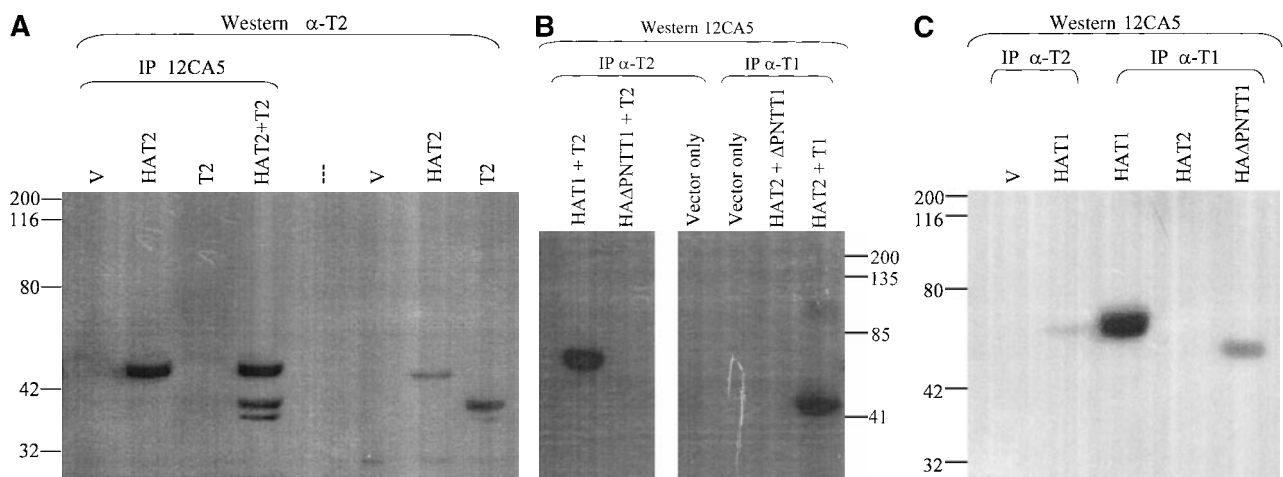 A
Western α-T2
IP 12CA5
V
HAT2
T2
HAT2+T2
---
V
HAT2
T2
200
116
80
42
32
B
Western 12CA5
IP α-T2
IP α-T1
HAT1 + T2
HAΔPNTT1 + T2
Vector only
Vector only
HAT2 + ΔPNTT1
HAT2 + T1
200
135
85
41
C
Western 12CA5
IP α-T2
IP α-T1
V
HAT1
HAT1
HAT2
HAΔPNTT1
200
116
80
42
32